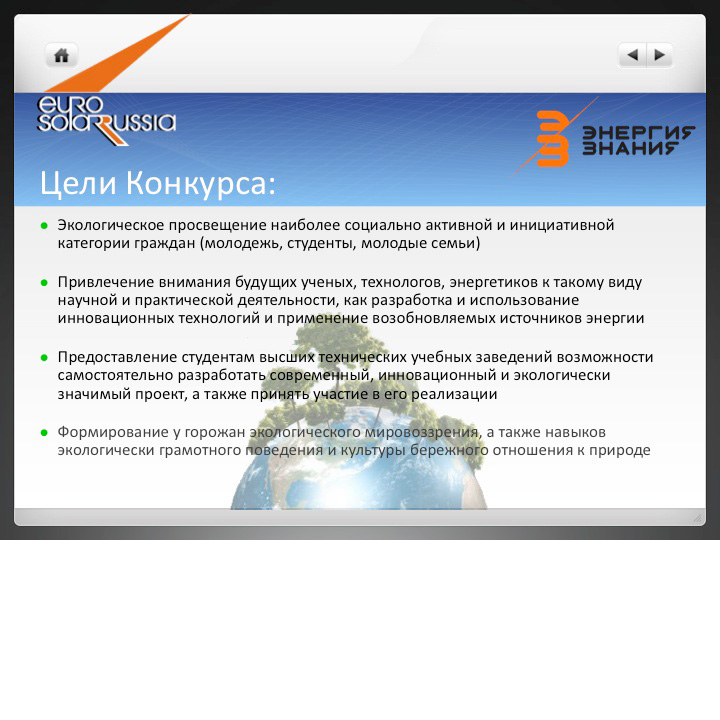 EURO
SOLARRUSSIA
ЭНЕРГИЯ
ЗНАНИЯ
Цели Конкурса:
Экологическое просвещение наиболее социально активной и инициативной
категории граждан (молодежь, студенты, молодые семьи)
Привлечение внимания будущих ученых, технологов, энергетиков к такому виду
научной и практической деятельности, как разработка и использование
инновационных технологий и применение возобновляемых источников энергии
Предоставление студентам высших технических учебных заведений возможности
самостоятельно разработать современный, инновационный и экологически
значимый проект, а также принять участие в его реализации
Формирование у горожан экологического мировоззрения, а также навыков
экологически грамотного поведения и культуры бережного отношения к природе